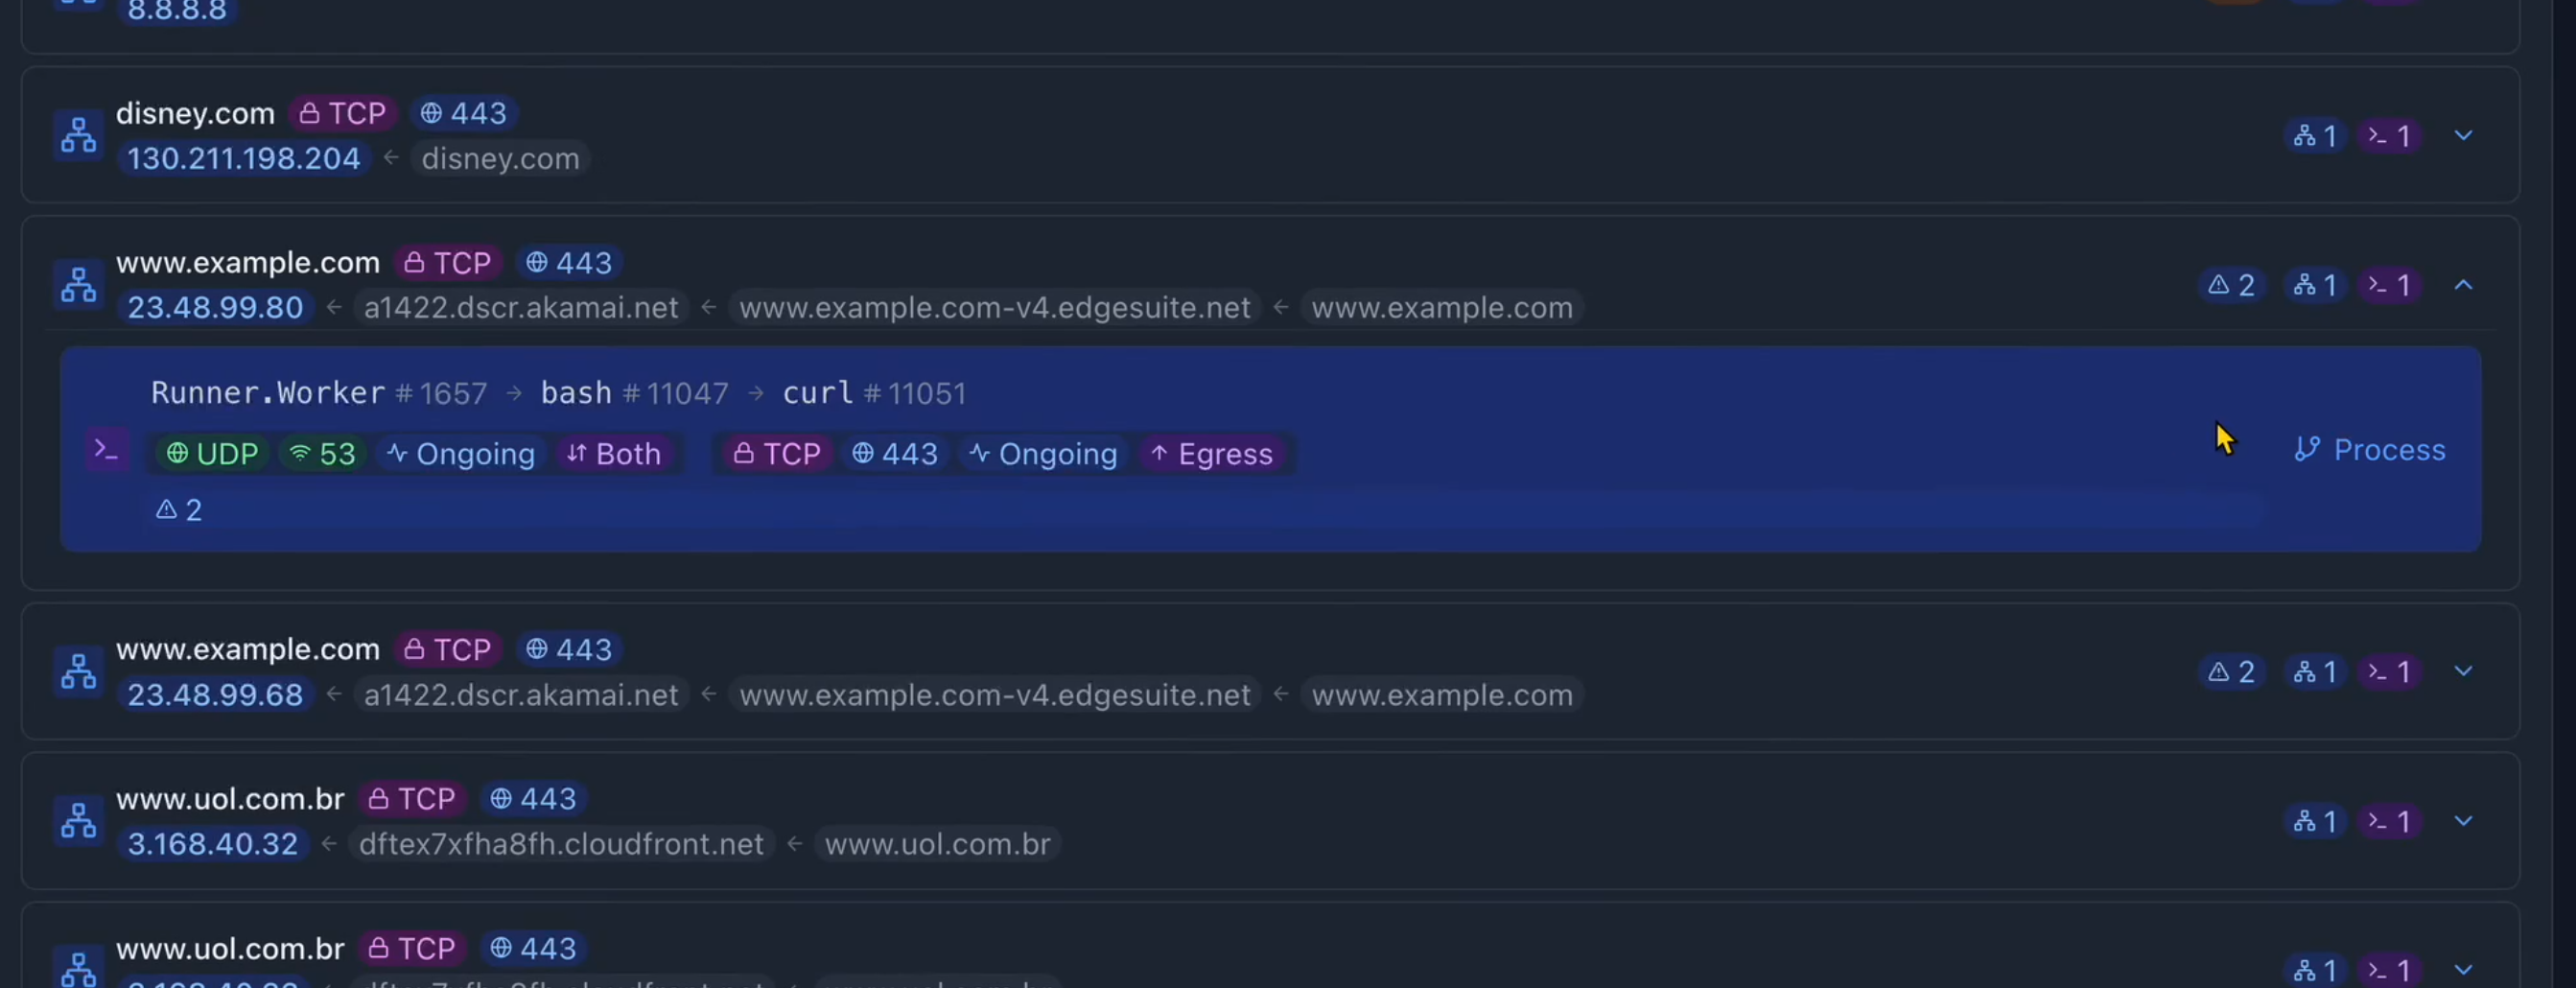 8.8.8.8
disney.com TCP 443
130.211.198.204 ← disney.com
1 1
www.example.com TCP 443
23.48.99.80 ← a1422.dscr.akamai.net ← www.example.com-v4.edgesuite.net ← www.example.com
2 1 1
Runner.Worker #1657 → bash #11047 → curl #11051
UDP 53 Ongoing Both TCP 443 Ongoing Egress
Process
2
www.example.com TCP 443
23.48.99.68 ← a1422.dscr.akamai.net ← www.example.com-v4.edgesuite.net ← www.example.com
2 1 1
www.uol.com.br TCP 443
3.168.40.32 ← dftex7xfha8fh.cloudfront.net ← www.uol.com.br
1 1
www.uol.com.br TCP 443
1 1